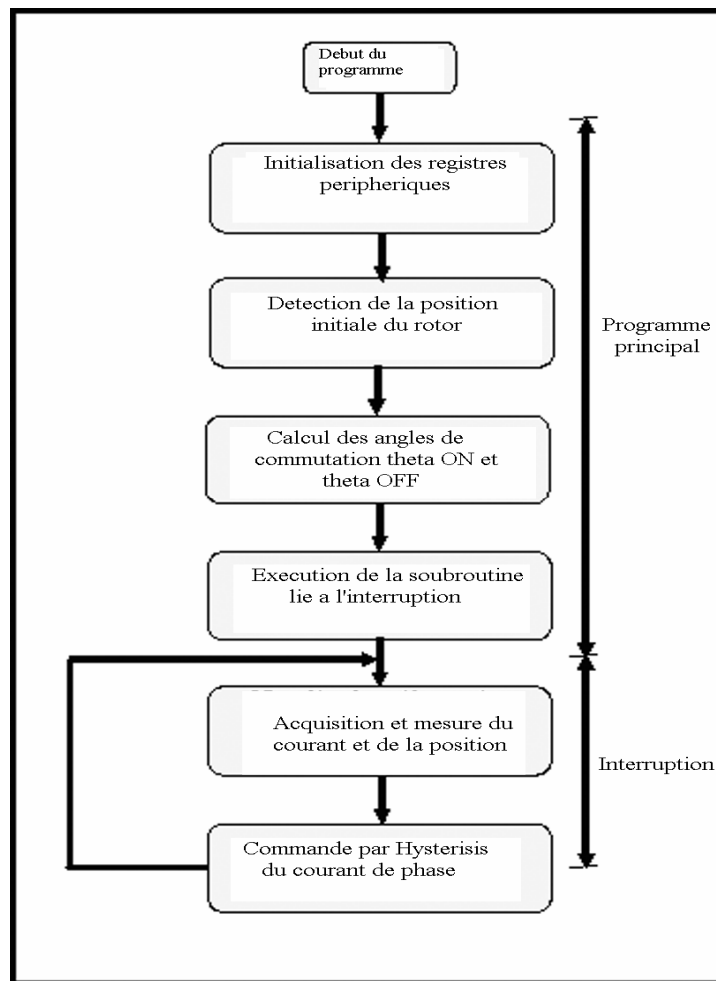 Debut du
programme
Initialisation des registres
peripheriques
Detection de la position
initiale du rotor
Programme
principal
Calcul des angles de
commutation theta ON et
theta OFF
Execution de la soubroutine
lie a l'interruption
Acquisition et mesure du
courant et de la position
Interruption
Commande par Hysterisis
du courant de phase